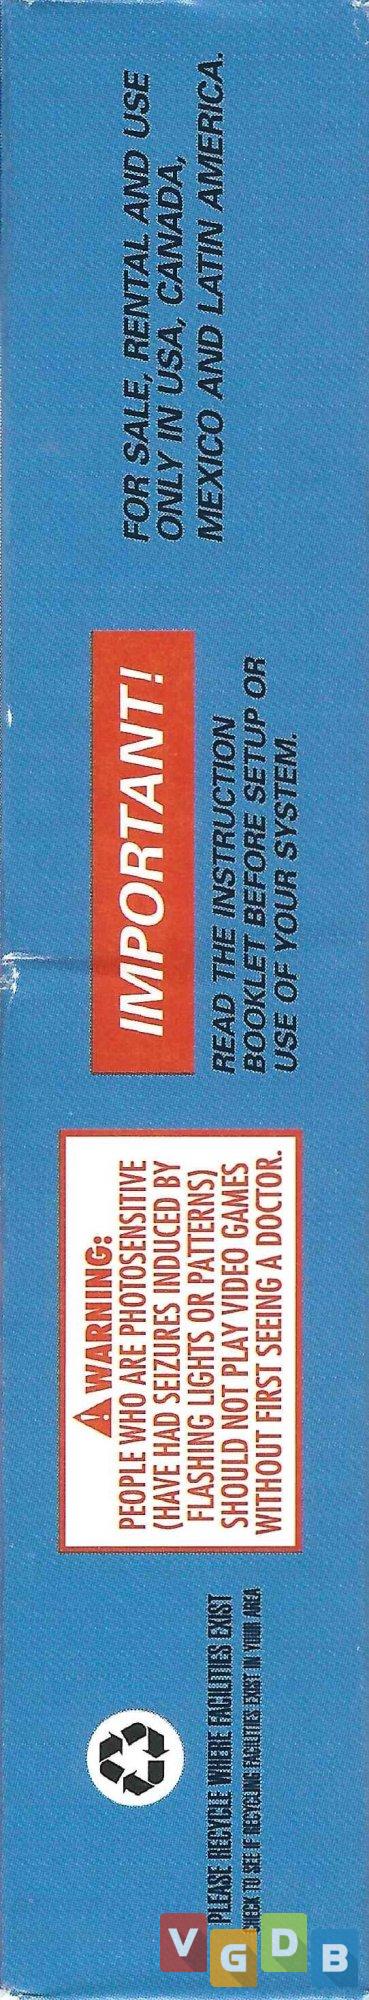 PLEASE RECYCLE WHERE FACILITIES EXIST
CHECK TO SEE IF RECYCLING FACILITIES EXIST IN YOUR AREA
WARNING:
PEOPLE WHO ARE PHOTOSENSITIVE
(HAVE HAD SEIZURES INDUCED BY
FLASHING LIGHTS OR PATTERNS)
SHOULD NOT PLAY VIDEO GAMES
WITHOUT FIRST SEEING A DOCTOR.
IMPORTANT!
READ THE INSTRUCTION
BOOKLET BEFORE SETUP OR
USE OF YOUR SYSTEM.
FOR SALE, RENTAL AND USE
ONLY IN USA, CANADA,
MEXICO AND LATIN AMERICA.
VGDB